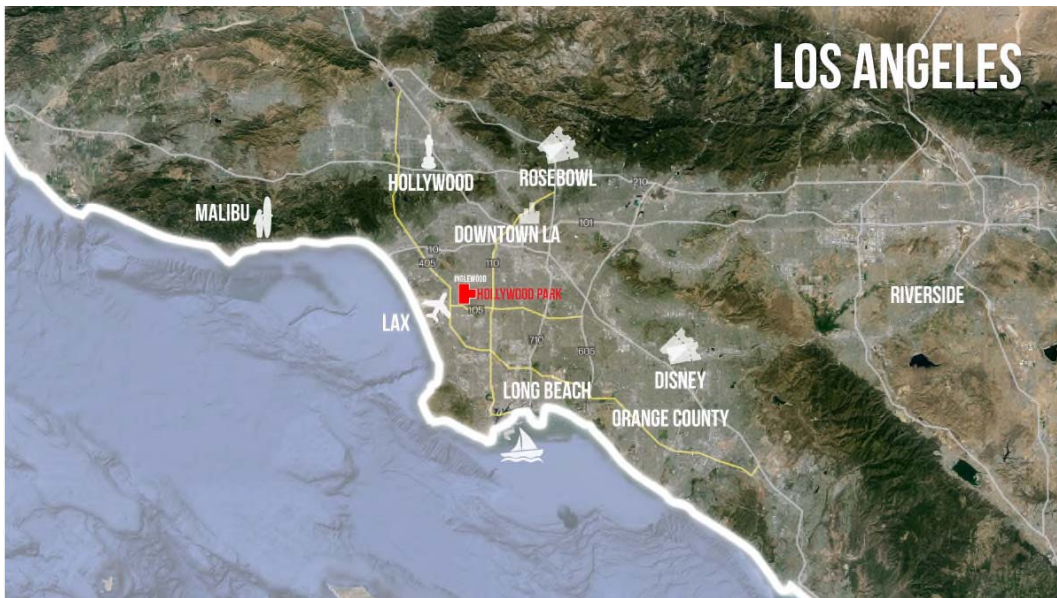 LOS ANGELES
HOLLYWOOD
ROSEBOWL
210
MALIBU
DOWNTOWN LA
101
10
405
110
INGLEWOOD
HOLLYWOOD PARK
105
LAX
RIVERSIDE
710
605
DISNEY
LONG BEACH
ORANGE COUNTY